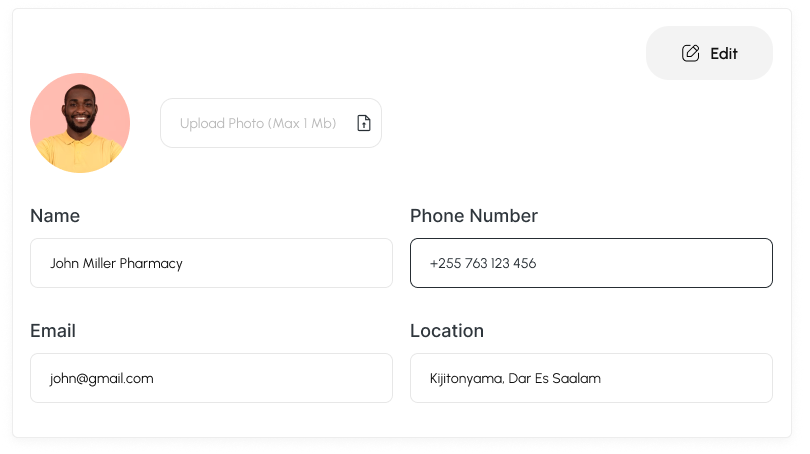 Edit
Upload Photo (Max 1 Mb)
Name
Phone Number
John Miller Pharmacy
+255 763 123 456
Email
Location
john@gmail.com
Kijitonyama, Dar Es Saalam